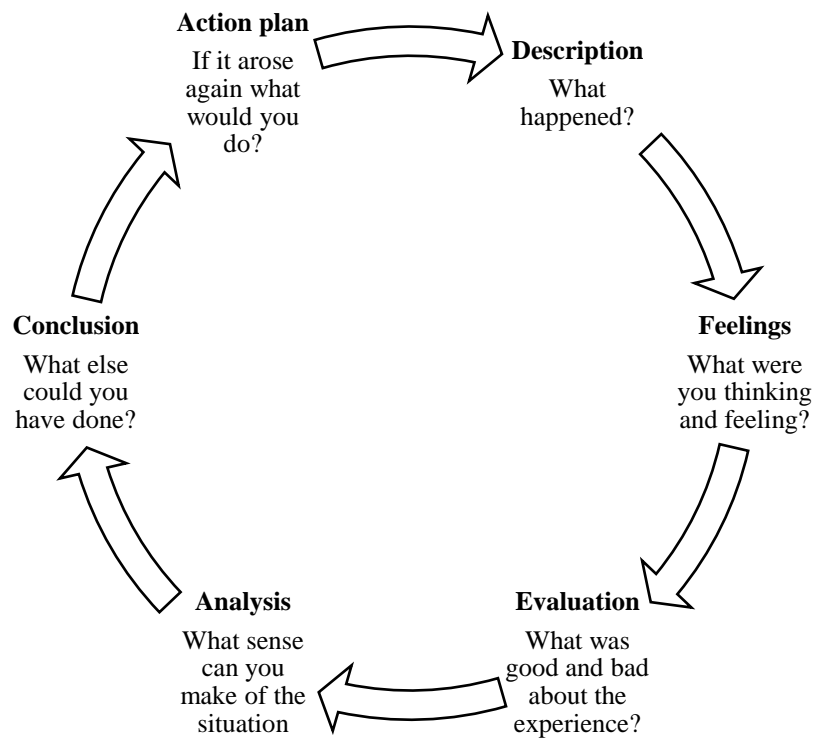 Action plan
If it arose
again what
would you
do?
Description
What
happened?
Feelings
What were
you thinking
and feeling?
Evaluation
What was
good and bad
about the
experience?
Analysis
What sense
can you
make of the
situation
Conclusion
What else
could you
have done?